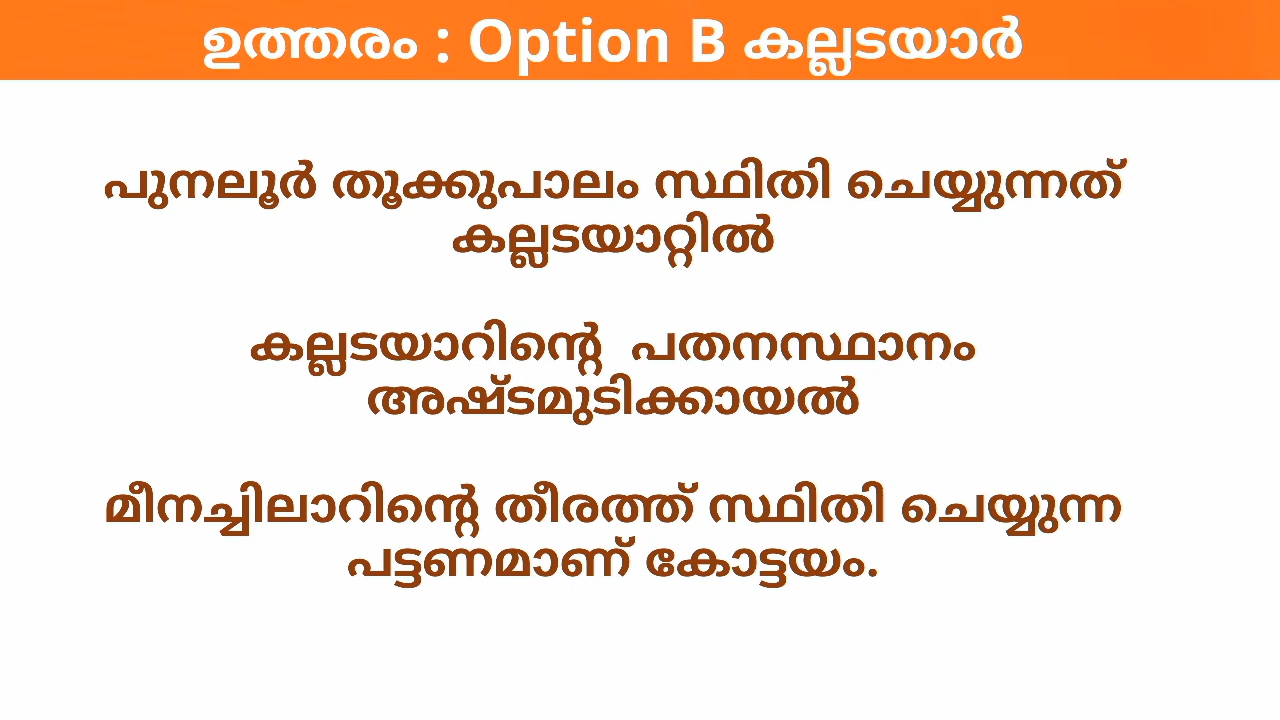 ഉത്തരം : Option B കല്ലടയാർ
പുനലൂർ തൂക്കുപാലം സ്ഥിതി ചെയ്യുന്നത്
കല്ലടയാറ്റിൽ
കല്ലടയാറിന്റെ പതനസ്ഥാനം
അഷ്ടമുടിക്കായൽ
മീനച്ചിലാറിന്റെ തീരത്ത് സ്ഥിതി ചെയ്യുന്ന
പട്ടണമാണ് കോട്ടയം.